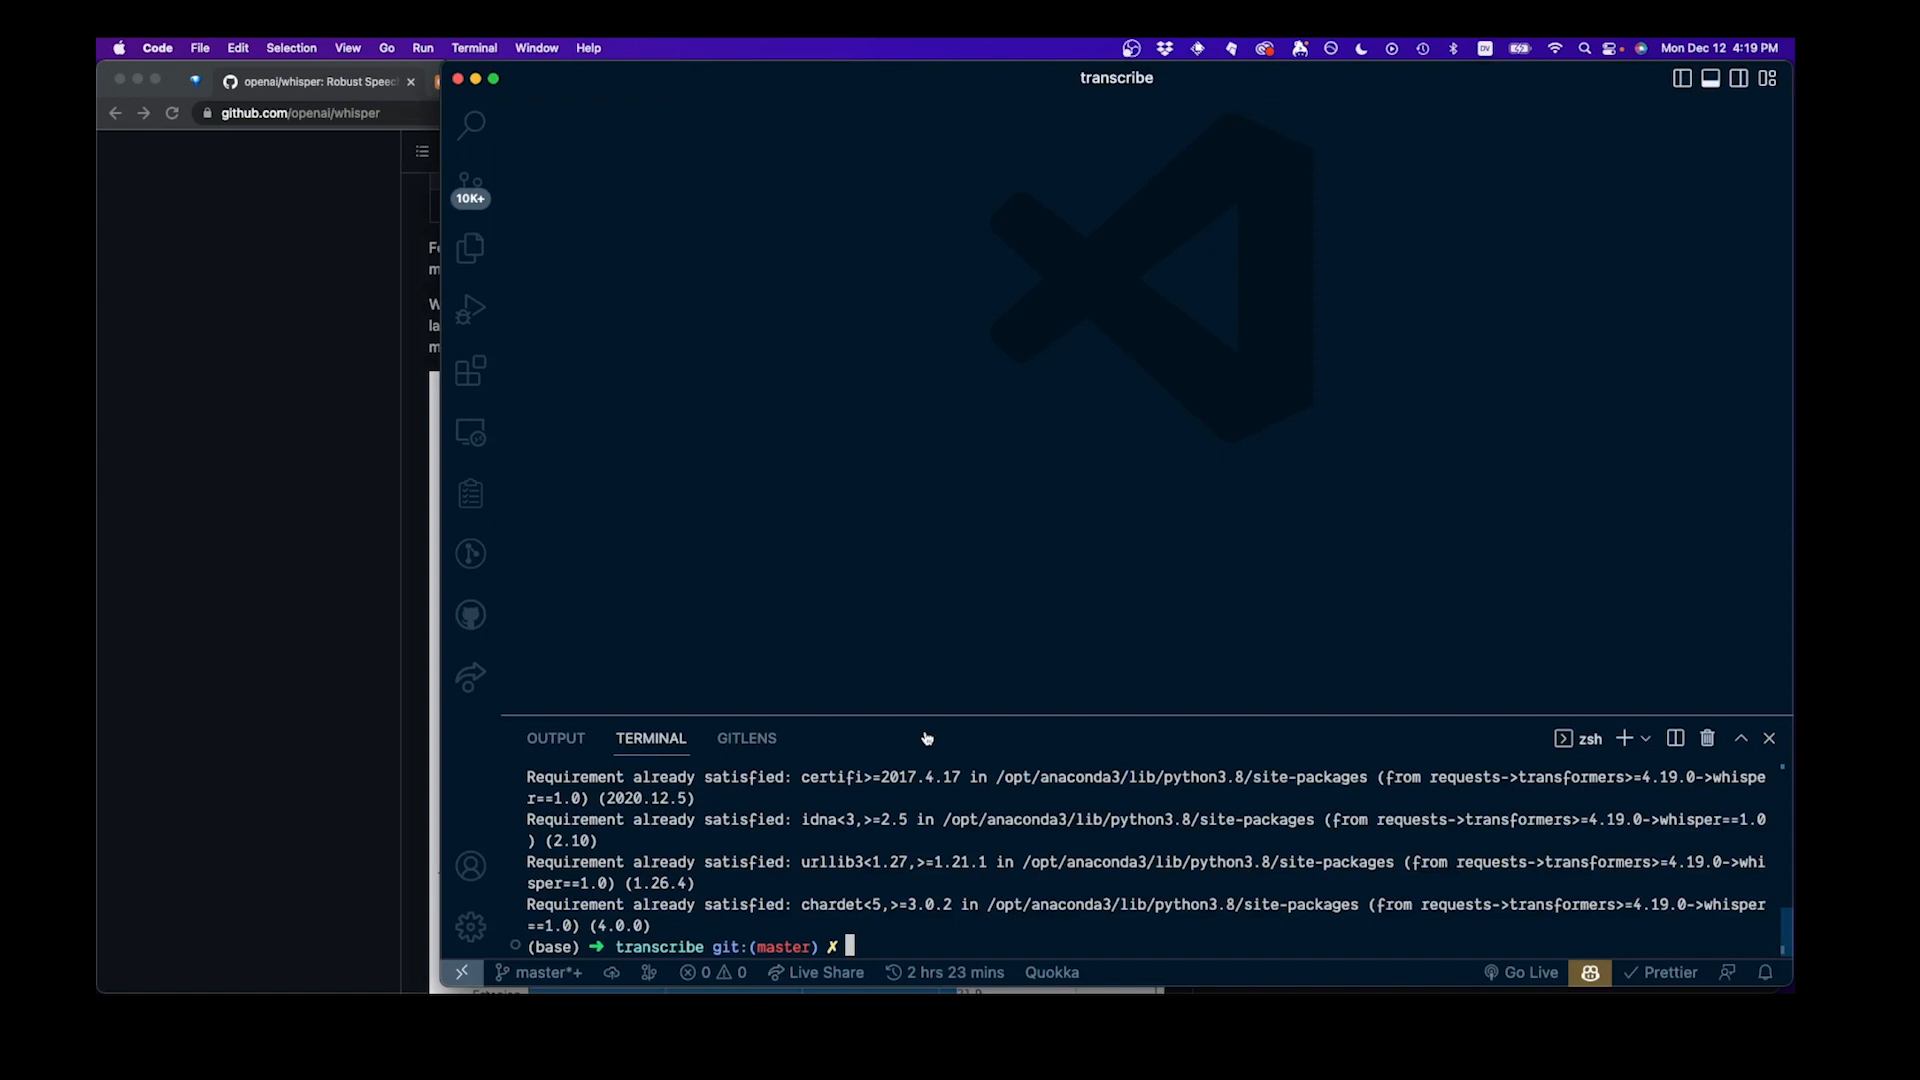 Code File Edit Selection View Go Run Terminal Window Help
DV
Mon Dec 12 4:19 PM
openai/whisper: Robust Speec
transcribe
github.com/openai/whisper
10K+
OUTPUT TERMINAL GITLENS
zsh
Requirement already satisfied: certifi>=2017.4.17 in /opt/anaconda3/lib/python3.8/site-packages (from requests->transformers>=4.19.0->whispe
r==1.0) (2020.12.5)
Requirement already satisfied: idna<3,>=2.5 in /opt/anaconda3/lib/python3.8/site-packages (from requests->transformers>=4.19.0->whisper==1.0
) (2.10)
Requirement already satisfied: urllib3<1.27,>=1.21.1 in /opt/anaconda3/lib/python3.8/site-packages (from requests->transformers>=4.19.0->whi
sper==1.0) (1.26.4)
Requirement already satisfied: chardet<5,>=3.0.2 in /opt/anaconda3/lib/python3.8/site-packages (from requests->transformers>=4.19.0->whisper
==1.0) (4.0.0)
(base) ➜ transcribe git:(master) ✗
master*+ 0 0 Live Share 2 hrs 23 mins Quokka Go Live Prettier